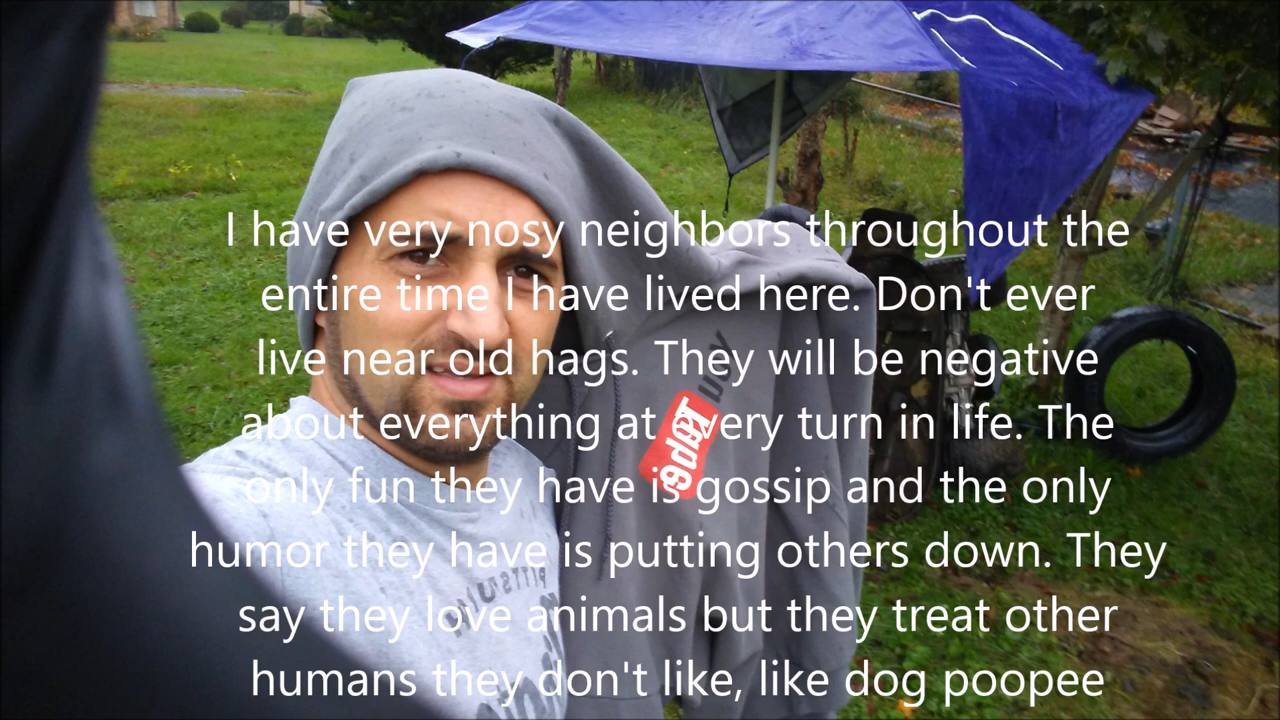 I have very nosy neighbors throughout the
entire time I have lived here. Don't ever
live near old hags. They will be negative
about everything at every turn in life. The
only fun they have is gossip and the only
humor they have is putting others down. They
say they love animals but they treat other
humans they don't like, like dog poopee